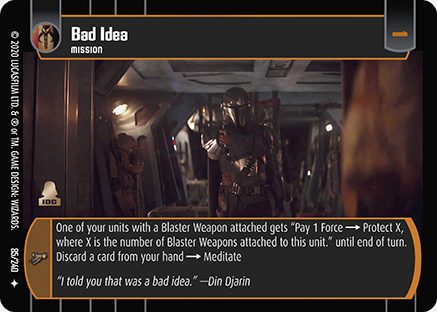 Bad Idea
MISSION
One of your units with a Blaster Weapon attached gets “Pay 1 Force → Protect X,
where X is the number of Blaster Weapons attached to this unit.” until end of turn.
Discard a card from your hand → Meditate
“I told you that was a bad idea.” —Din Djarin
IDC
© 2020 LUCASFILM LTD. & ® or TM. GAME DESIGN: WIZARDS.
85/240